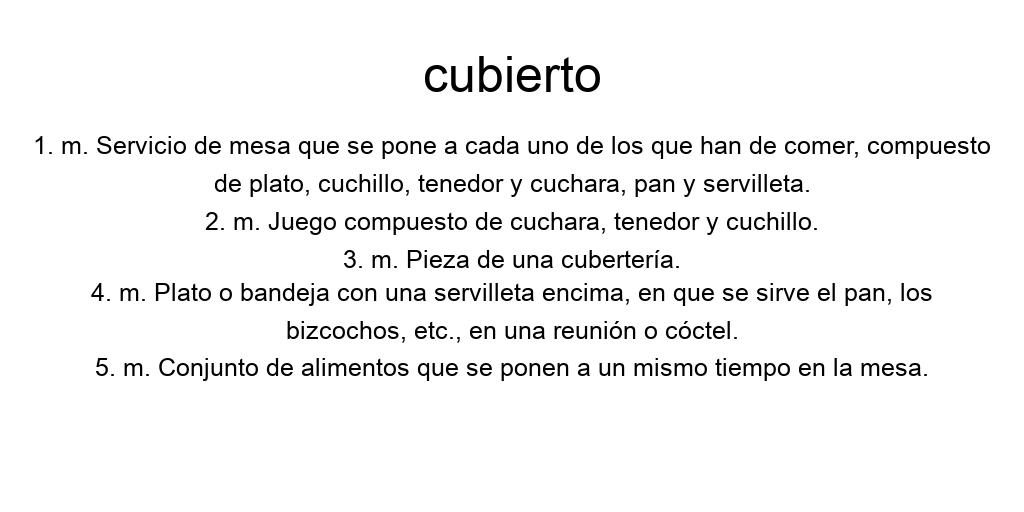 cubierto
1. m. Servicio de mesa que se pone a cada uno de los que han de comer, compuesto
de plato, cuchillo, tenedor y cuchara, pan y servilleta.
2. m. Juego compuesto de cuchara, tenedor y cuchillo.
3. m. Pieza de una cubertería.
4. m. Plato o bandeja con una servilleta encima, en que se sirve el pan, los
bizcochos, etc., en una reunión o cóctel.
5. m. Conjunto de alimentos que se ponen a un mismo tiempo en la mesa.